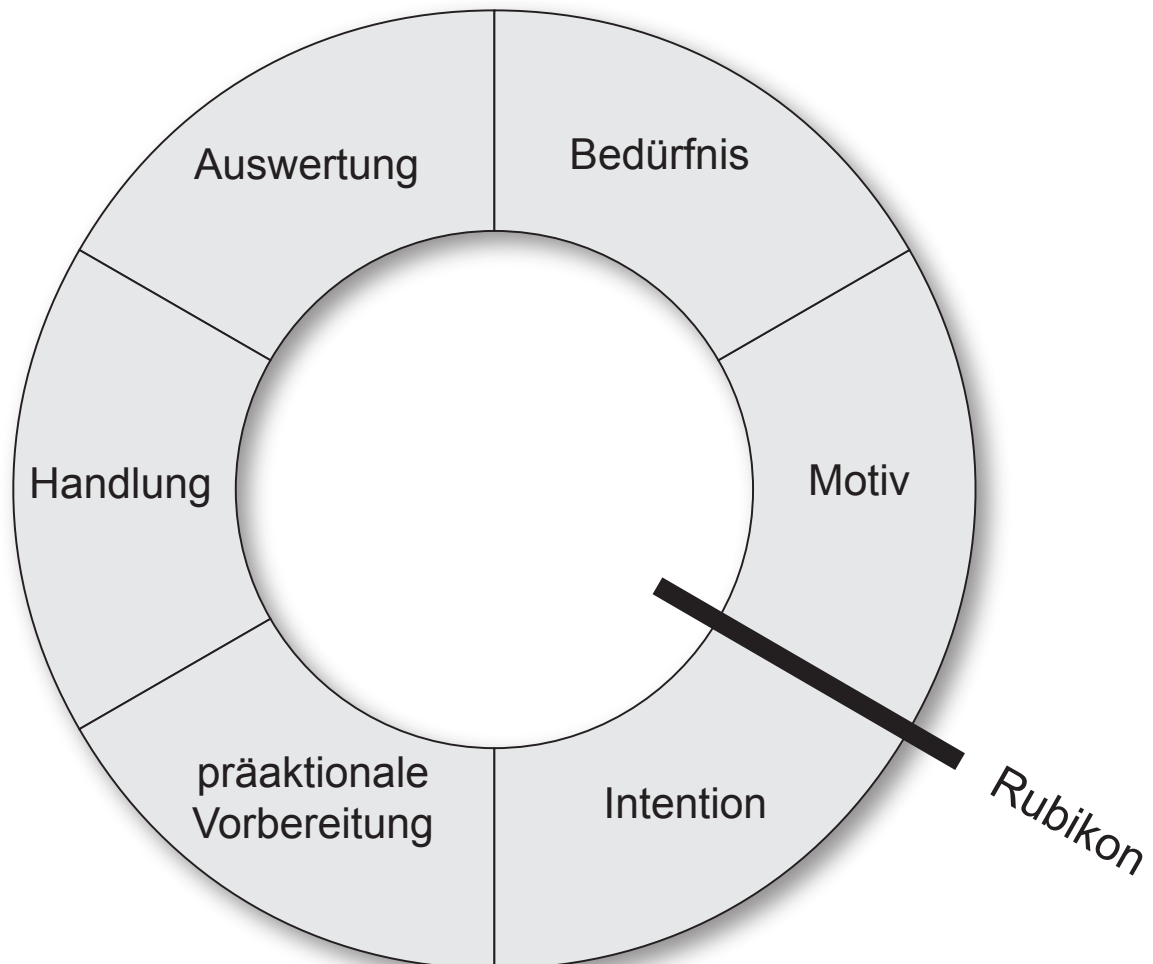 Auswertung
Bedürfnis
Handlung
Motiv
präaktionale
Vorbereitung
Intention
Rubikon